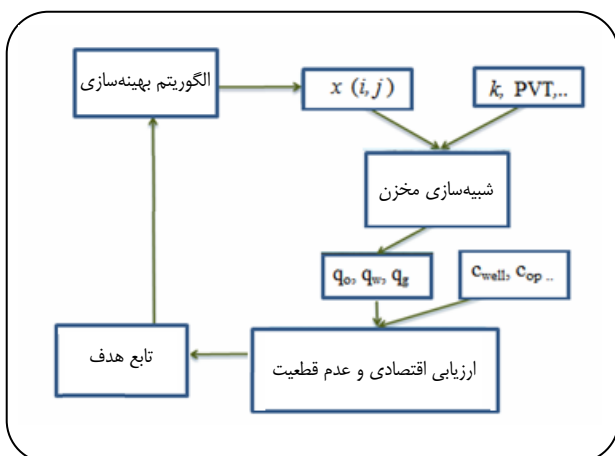 الگوریتم بهینه‌سازی
x (i, j)
k, PVT,..
شبیه‌سازی مخزن
qo, qw, qg
cwell, cop ..
ارزیابی اقتصادی و عدم قطعیت
تابع هدف